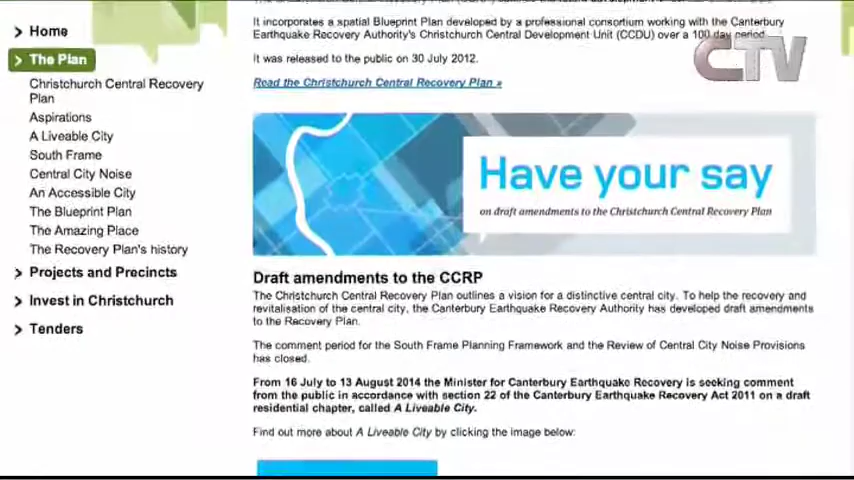 Home
The Plan
Christchurch Central Recovery
Plan
Aspirations
A Liveable City
South Frame
Central City Noise
An Accessible City
The Blueprint Plan
The Amazing Place
The Recovery Plan's history
Projects and Precincts
Invest in Christchurch
Tenders
It incorporates a spatial Blueprint Plan developed by a professional consortium working with the Canterbury
Earthquake Recovery Authority's Christchurch Central Development Unit (CCDU) over a 100 day period.
CTV
It was released to the public on 30 July 2012.
Read the Christchurch Central Recovery Plan »
Have your say
on draft amendments to the Christchurch Central Recovery Plan
Draft amendments to the CCRP
The Christchurch Central Recovery Plan outlines a vision for a distinctive central city. To help the recovery and
revitalisation of the central city, the Canterbury Earthquake Recovery Authority has developed draft amendments
to the Recovery Plan.
The comment period for the South Frame Planning Framework and the Review of Central City Noise Provisions
has closed.
From 16 July to 13 August 2014 the Minister for Canterbury Earthquake Recovery is seeking comment
from the public in accordance with section 22 of the Canterbury Earthquake Recovery Act 2011 on a draft
residential chapter, called A Liveable City.
Find out more about A Liveable City by clicking the image below: